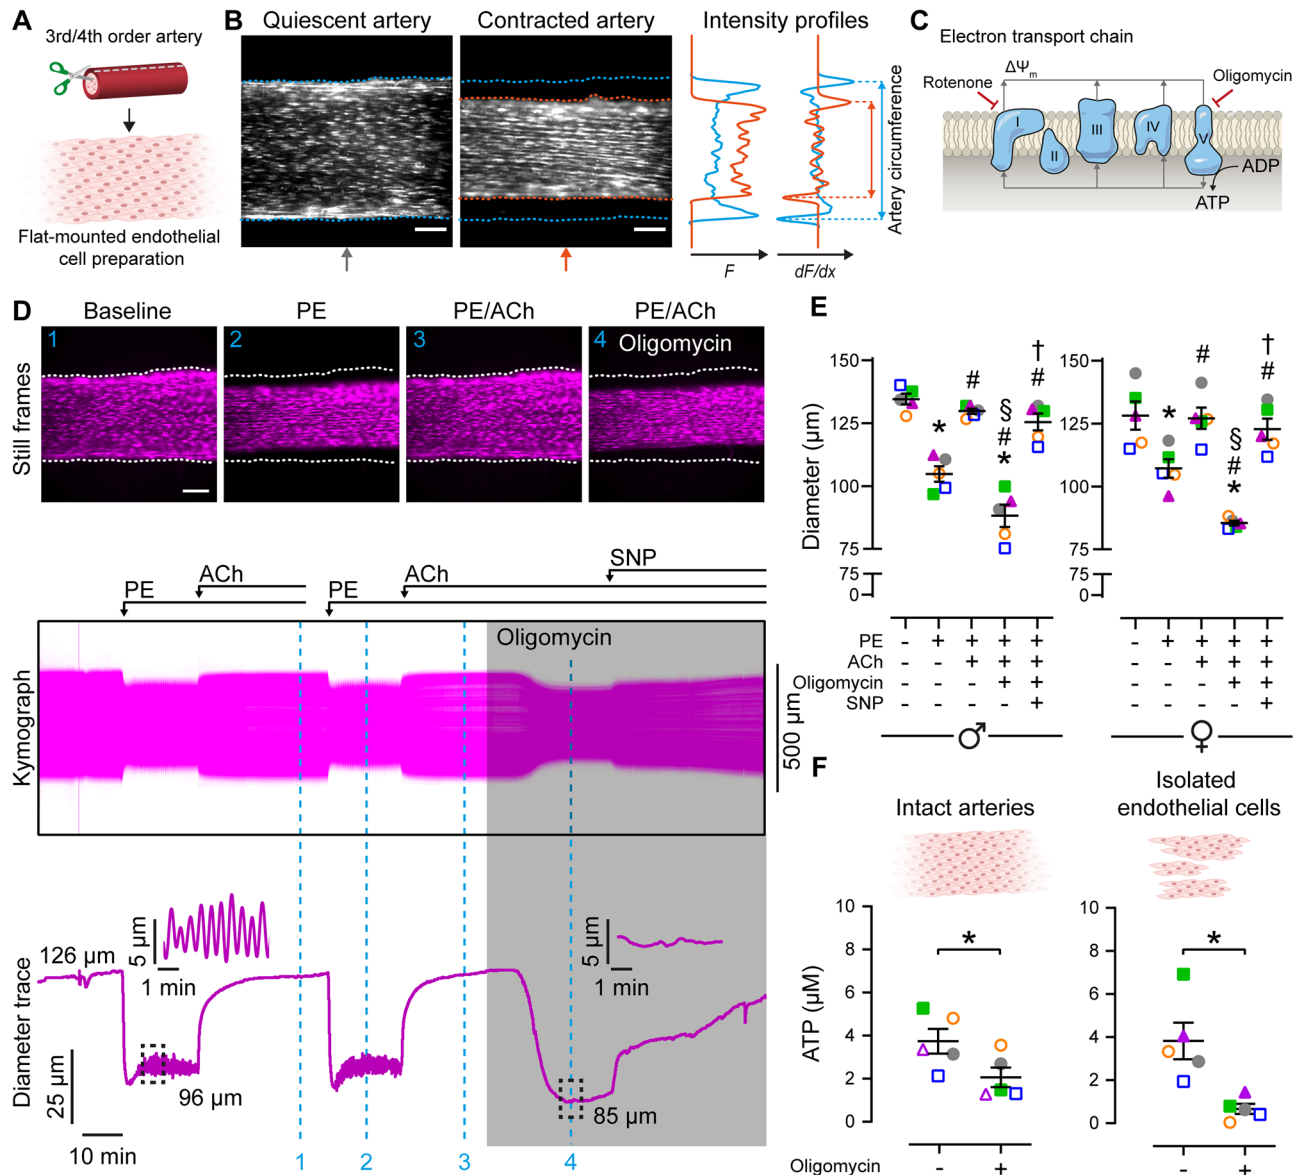 A
3rd/4th order artery
Flat-mounted endothelial
cell preparation
B
Quiescent artery
Contracted artery
Intensity profiles
Artery circumference
F
dF/dx
C
Electron transport chain
ΔΨm
Rotenone
Oligomycin
I
II
III
IV
V
ADP
ATP
D
Baseline
PE
PE/ACh
PE/ACh
Still frames
1
2
3
4
Oligomycin
SNP
ACh
ACh
PE
PE
Oligomycin
Kymograph
500 µm
Diameter trace
126 µm
5 µm
1 min
5 µm
1 min
96 µm
85 µm
25 µm
10 min
1
2
3
4
E
Diameter (µm)
150
125
100
75
75
0
*
#
§
#
*
†
#
150
125
100
75
75
0
*
#
§
#
*
†
#
PE - + + + + - + + + +
ACh - - + + + - - + + +
Oligomycin - - - + + - - - + +
SNP - - - - + - - - - +
♂
♀
F
Intact arteries
Isolated
endothelial cells
ATP (µM)
10
8
6
4
2
0
*
10
8
6
4
2
0
*
Oligomycin - + - +